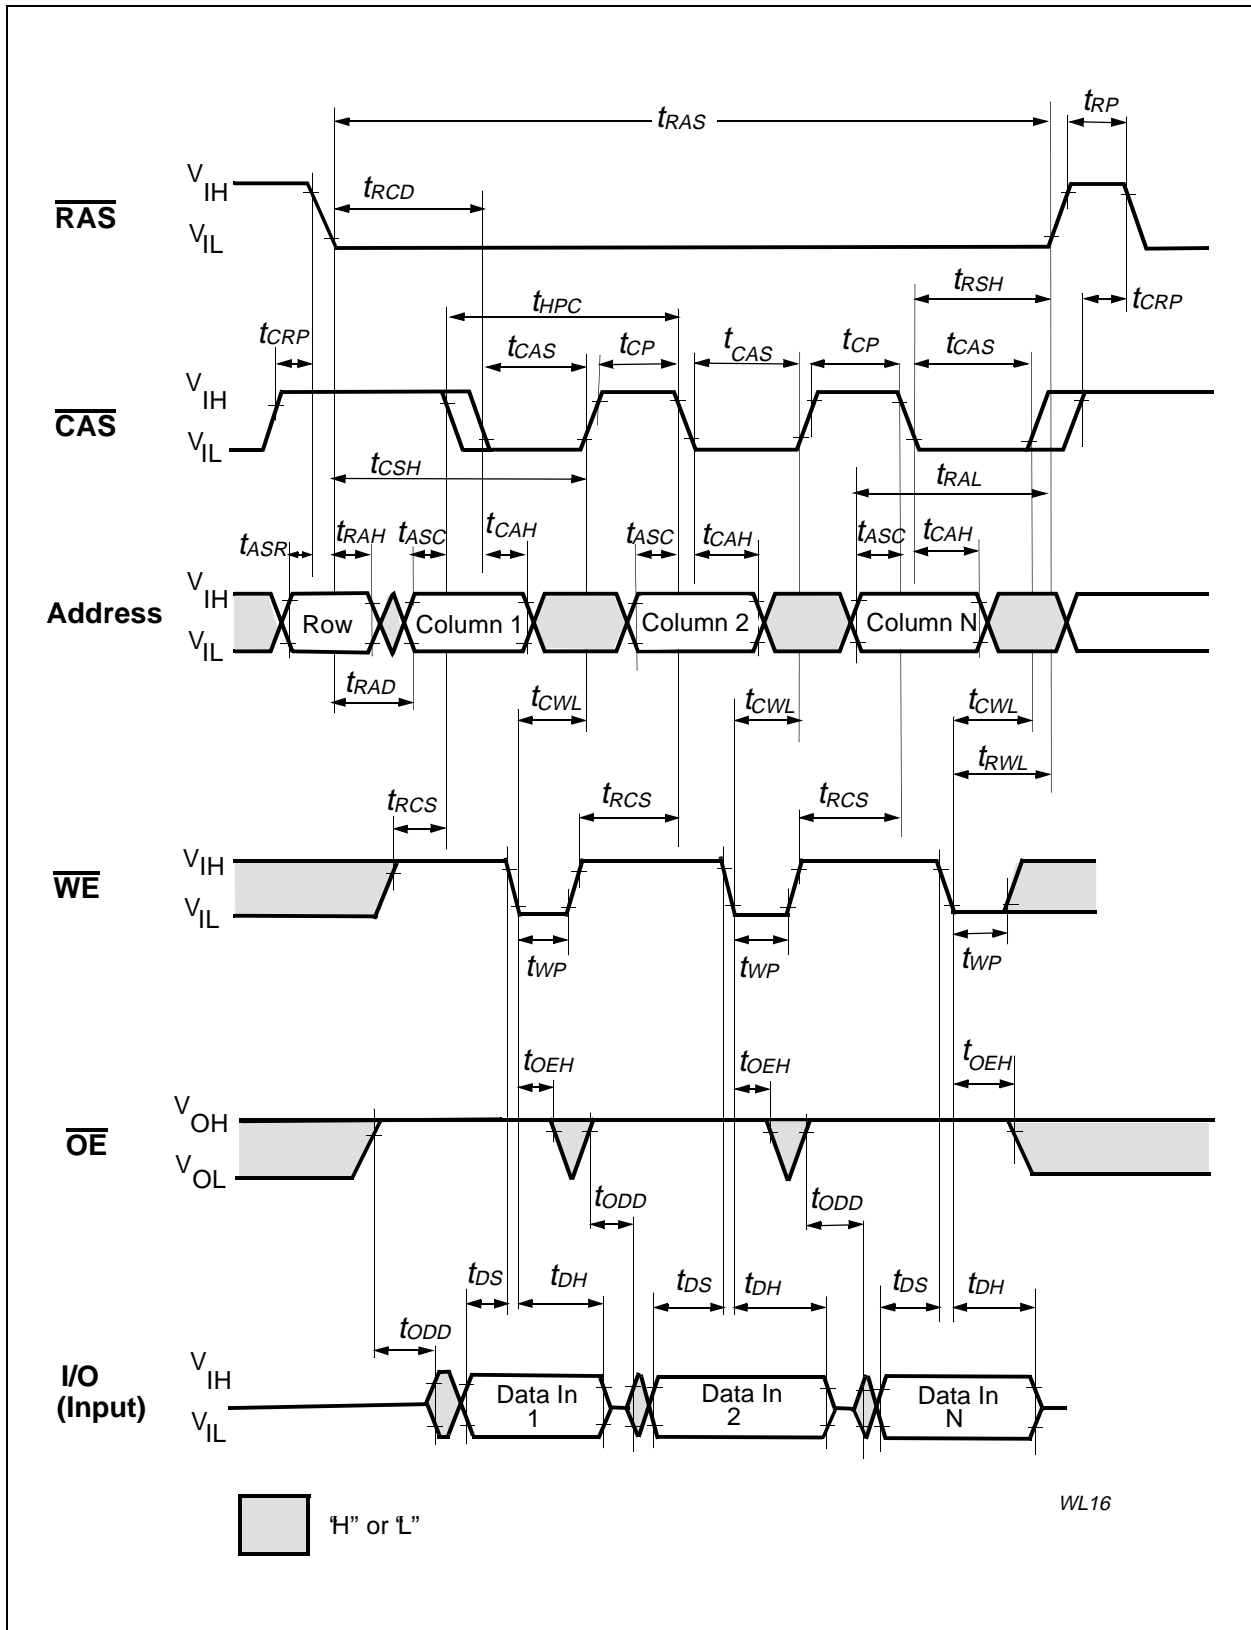 tRAS
tRP
VIH
RAS
VIL
tRCD
tRSH
tHPC
tCRP
tCRP
tCAS
tCP
tCAS
tCP
tCAS
VIH
CAS
VIL
tCSH
tRAL
tASR
tRAH
tASC
tCAH
tASC
tCAH
tASC
tCAH
VIH
Address
Row
Column 1
Column 2
Column N
VIL
tRAD
tCWL
tCWL
tCWL
tRWL
tRCS
tRCS
tRCS
VIH
WE
VIL
tWP
tWP
tWP
tOEH
tOEH
tOEH
VOH
OE
VOL
tODD
tODD
tDS
tDH
tDS
tDH
tDS
tDH
tODD
I/O
(Input)
VIH
VIL
Data In
1
Data In
2
Data In
N
WL16
“H” or “L”